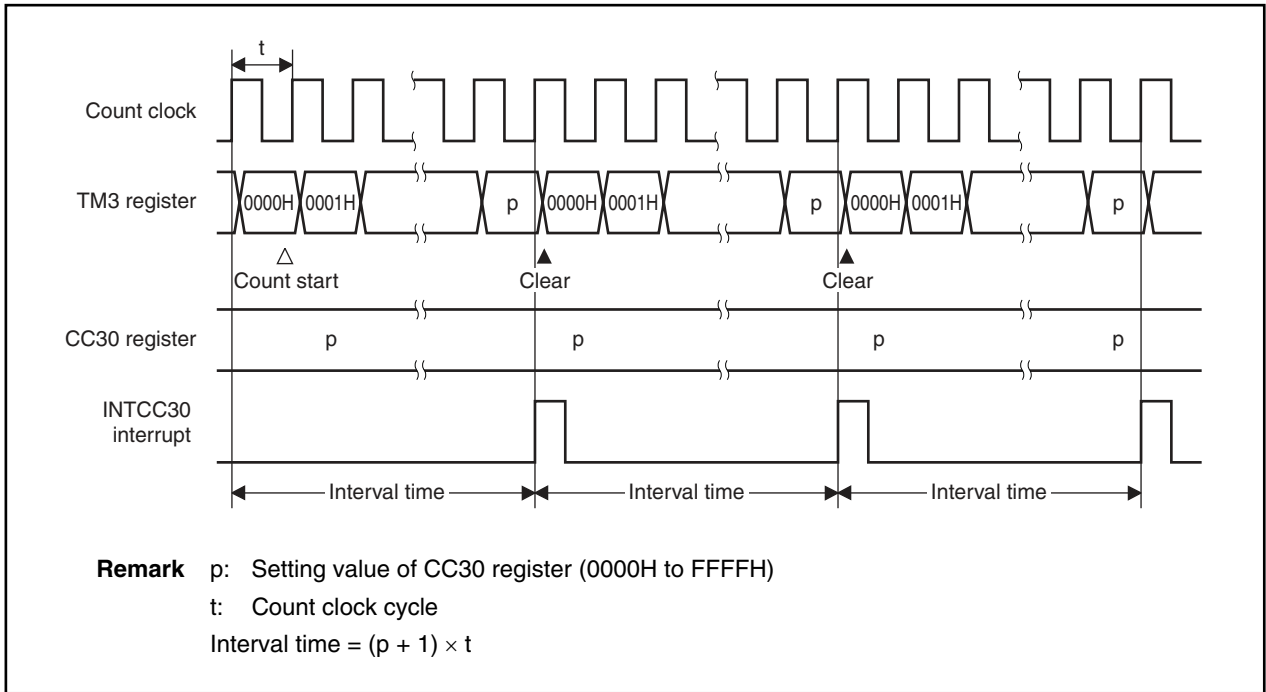 t
Count clock
TM3 register 0000H 0001H p 0000H 0001H p 0000H 0001H p
Count start Clear Clear
CC30 register p p p p
INTCC30
interrupt
Interval time Interval time Interval time
Remark p: Setting value of CC30 register (0000H to FFFFH)
t: Count clock cycle
Interval time = (p + 1) × t